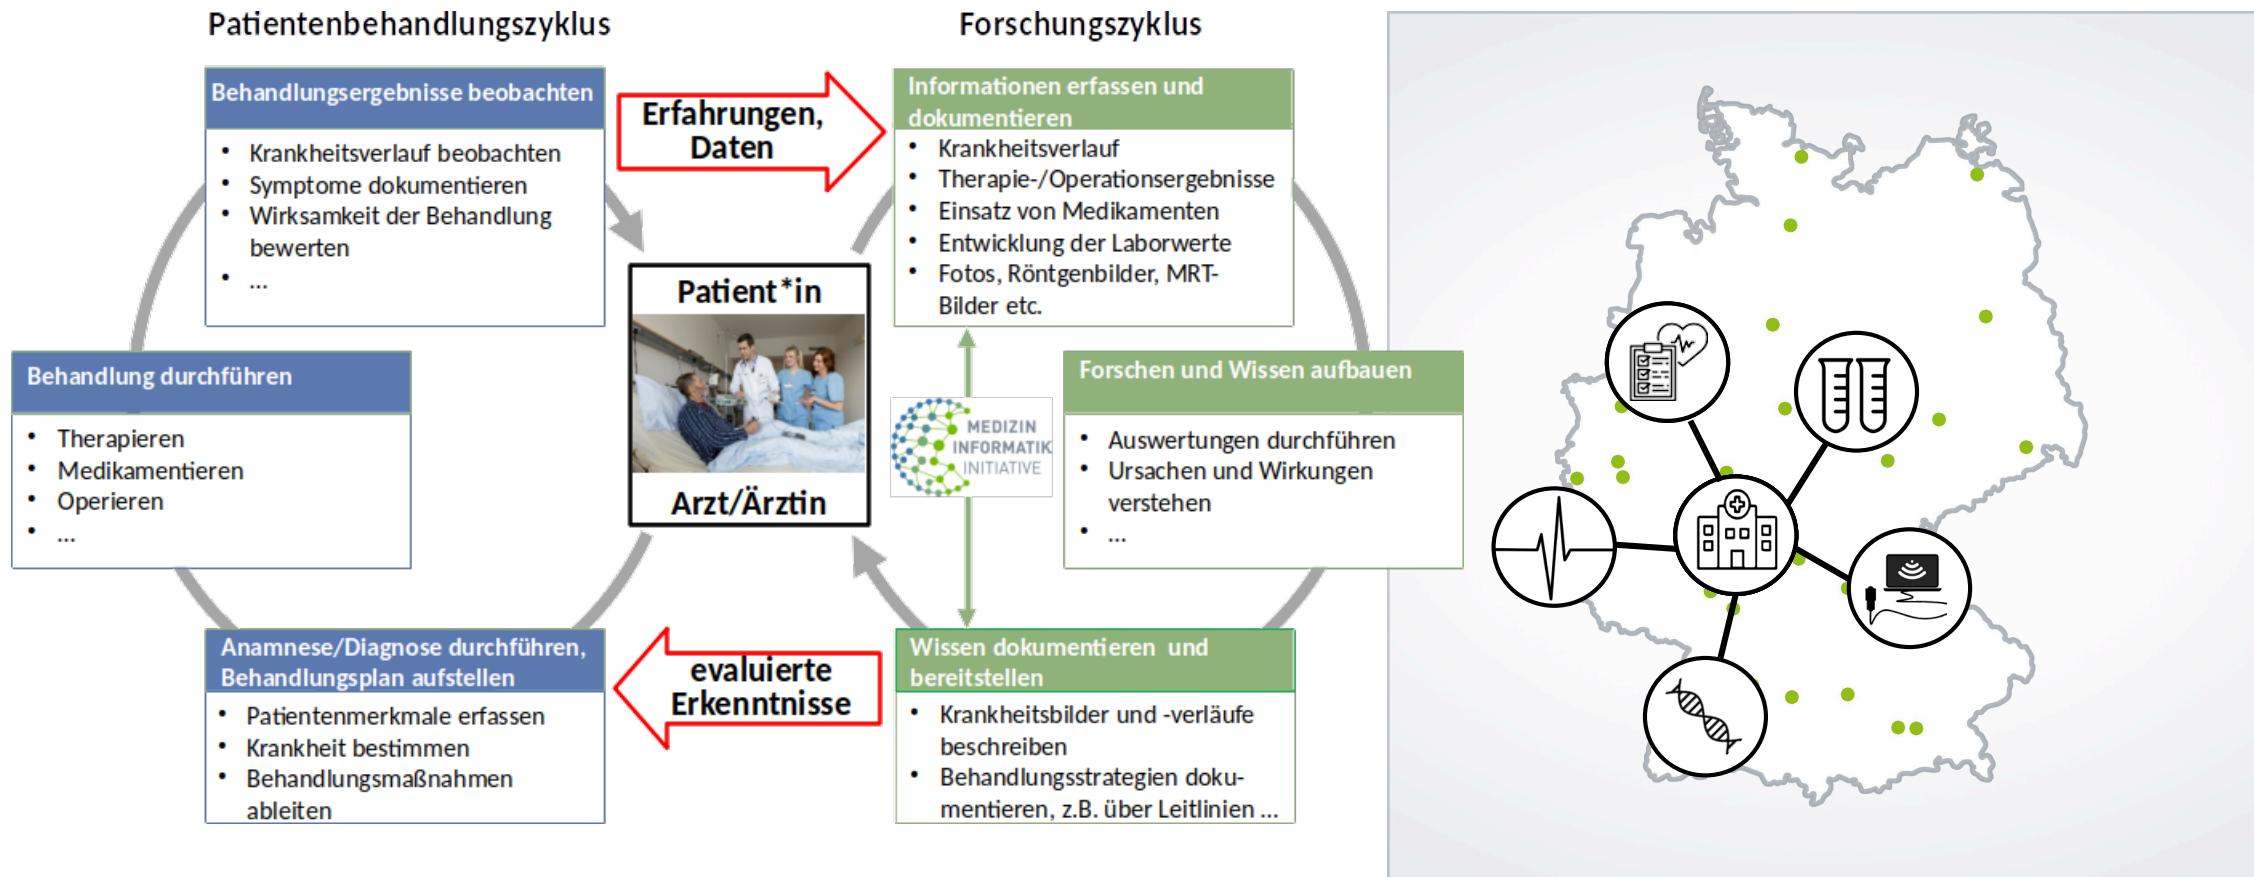 Patientenbehandlungszyklus
Forschungszyklus
Behandlungsergebnisse beobachten
• Krankheitsverlauf beobachten
• Symptome dokumentieren
• Wirksamkeit der Behandlung
bewerten
• ...
Erfahrungen,
Daten
Informationen erfassen und
dokumentieren
• Krankheitsverlauf
• Therapie-/Operationsergebnisse
• Einsatz von Medikamenten
• Entwicklung der Laborwerte
• Fotos, Röntgenbilder, MRT-
Bilder etc.
Behandlung durchführen
• Therapieren
• Medikamentieren
• Operieren
• ...
Patient*in
Arzt/Ärztin
MEDIZIN
INFORMATIK
INITIATIVE
Forschen und Wissen aufbauen
• Auswertungen durchführen
• Ursachen und Wirkungen
verstehen
• ...
Anamnese/Diagnose durchführen,
Behandlungsplan aufstellen
• Patientenmerkmale erfassen
• Krankheit bestimmen
• Behandlungsmaßnahmen
ableiten
evaluierte
Erkenntnisse
Wissen dokumentieren und
bereitstellen
• Krankheitsbilder und -verläufe
beschreiben
• Behandlungsstrategien doku-
mentieren, z.B. über Leitlinien ...